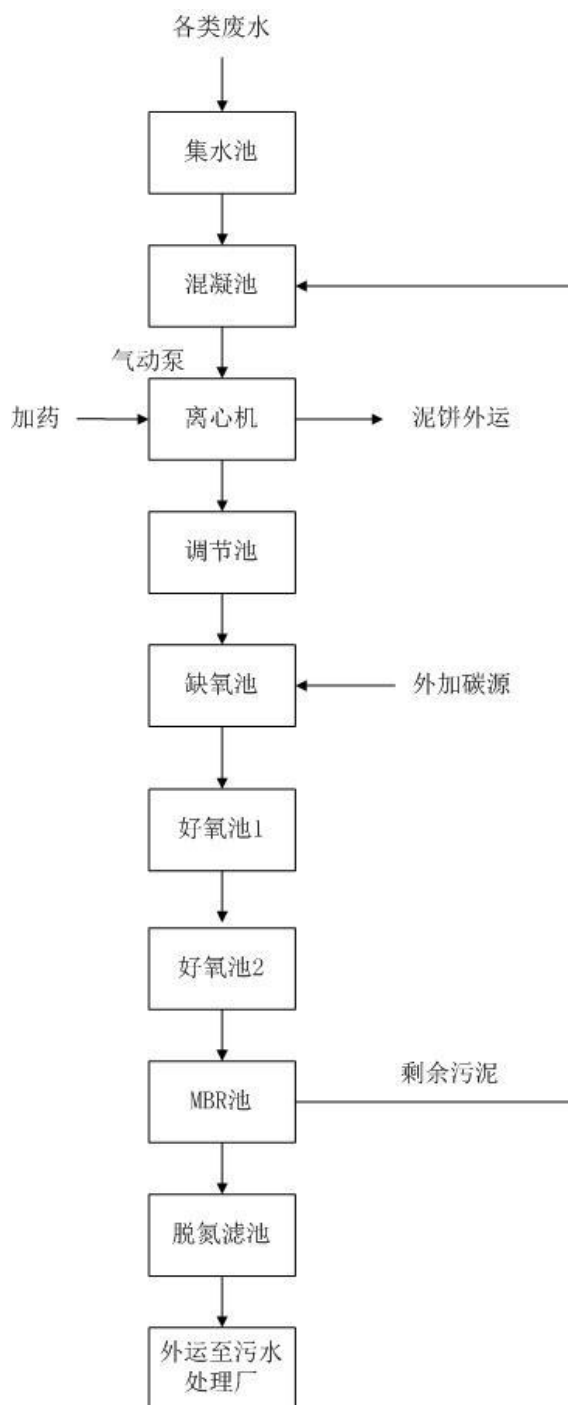 各类废水
集水池
混凝池
气动泵
加药
离心机
泥饼外运
调节池
缺氧池
外加碳源
好氧池1
好氧池2
剩余污泥
MBR池
脱氮滤池
外运至污水
处理厂